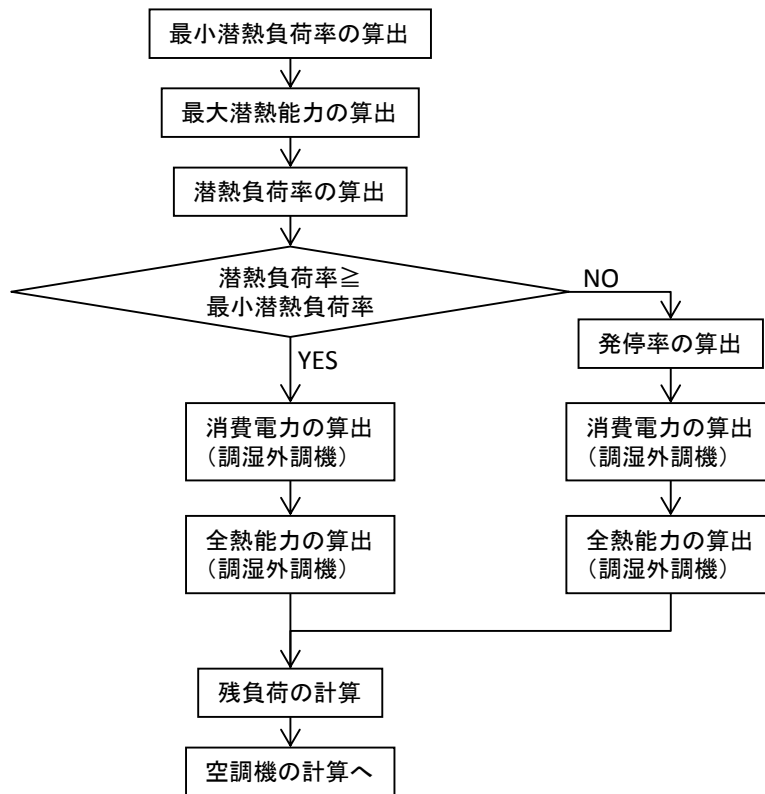 最小潜熱負荷率の算出
最大潜熱能力の算出
潜熱負荷率の算出
潜熱負荷率≧
最小潜熱負荷率
NO
発停率の算出
YES
消費電力の算出
（調湿外調機）
消費電力の算出
（調湿外調機）
全熱能力の算出
（調湿外調機）
全熱能力の算出
（調湿外調機）
残負荷の計算
空調機の計算へ